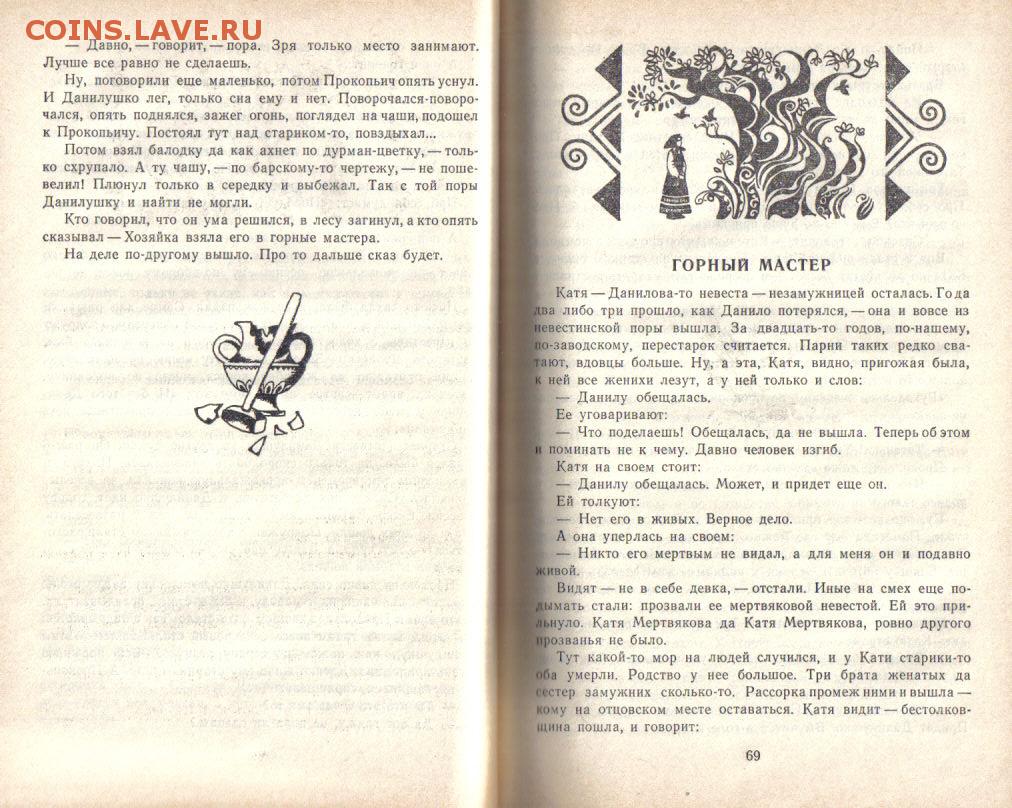 COINS.LAVE.RU
— Давно, — говорит, — пора. Зря только место занимают.
Лучше все равно не сделаешь.
Ну, поговорили еще маленько, потом Прокопьич опять уснул.
И Данилушко лег, только сна ему и нет. Поворочался-поворо-
чался, опять поднялся, зажег огонь, поглядел на чаши, подошел
к Прокопьичу. Постоял тут над стариком-то, повздыхал...
Потом взял балодку да как ахнет по дурман-цветку, — толь-
ко схрупало. А ту чашу, — по барскому-то чертежу, — не поше-
велил! Плюнул только в середку и выбежал. Так с той поры
Данилушку и найти не могли.
Кто говорил, что он ума решился, в лесу загинул, а кто опять
сказывал — Хозяйка взяла его в горные мастера.
На деле по-другому вышло. Про то дальше сказ будет.
ГОРНЫЙ МАСТЕР
Катя — Данилова-то невеста — незамужницей осталась. Года
два либо три прошло, как Данило потерялся, — она и вовсе из
невестинской поры вышла. За двадцать-то годов, по-нашему,
по-заводскому, перестарок считается. Парни таких редко сва-
тают, вдовцы больше. Ну, а эта, Катя, видно, пригожая была,
к ней все женихи лезут, а у ней только и слов:
— Данилу обещалась.
Ее уговаривают:
— Что поделаешь! Обещалась, да не вышла. Теперь об этом
и поминать не к чему. Давно человек изгиб.
Катя на своем стоит:
— Данилу обещалась. Может, и придет еще он.
Ей толкуют:
— Нет его в живых. Верное дело.
А она уперлась на своем:
— Никто его мертвым не видал, а для меня он и подавно
живой.
Видят — не в себе девка, — отстали. Иные на смех еще по-
дымать стали: прозвали ее мертвяковой невестой. Ей это при-
льнуло. Катя Мертвякова да Катя Мертвякова, ровно другого
прозванья не было.
Тут какой-то мор на людей случился, и у Кати старики-то
оба умерли. Родство у нее большое. Три брата женатых да
сестер замужних сколько-то. Рассорка промеж ними и вышла —
кому на отцовском месте оставаться. Катя видит — бестолков-
щина пошла, и говорит:
69